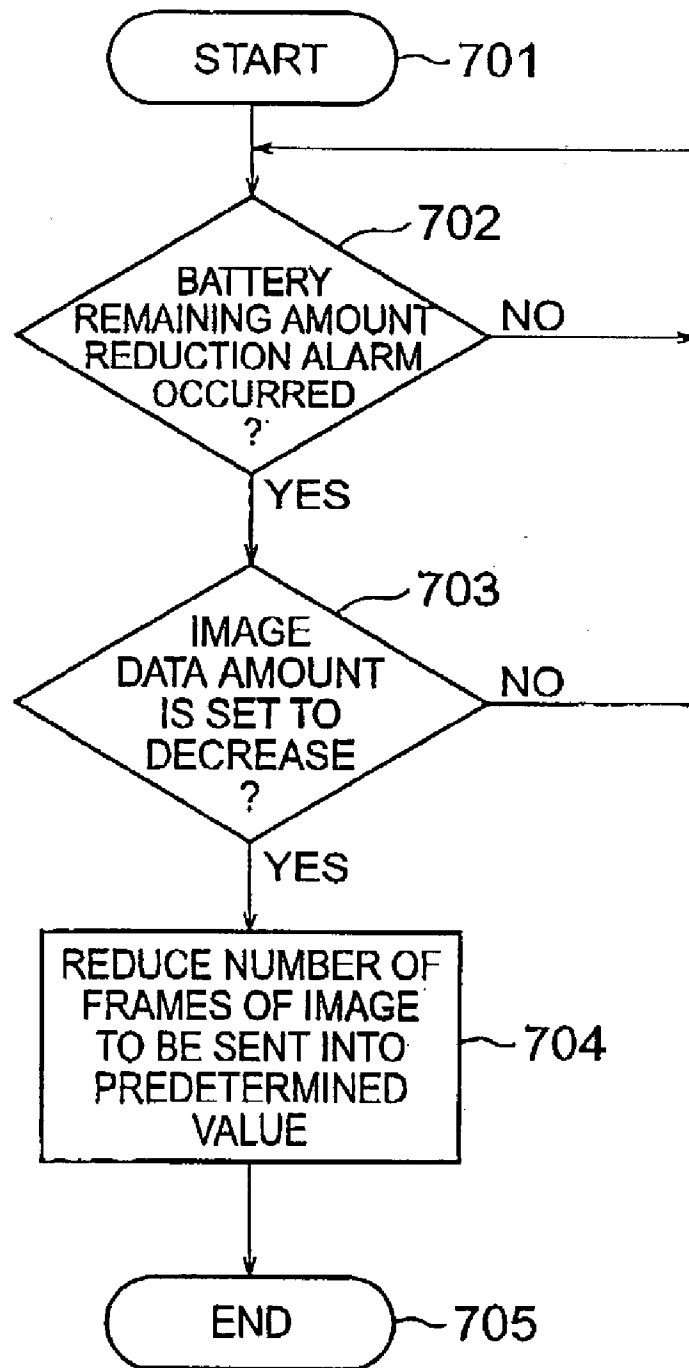 START
701
702
BATTERY
REMAINING AMOUNT
REDUCTION ALARM
OCCURRED
?
NO
YES
703
IMAGE
DATA AMOUNT
IS SET TO
DECREASE
?
NO
YES
REDUCE NUMBER OF
FRAMES OF IMAGE
TO BE SENT INTO
PREDETERMINED
VALUE
704
END
705